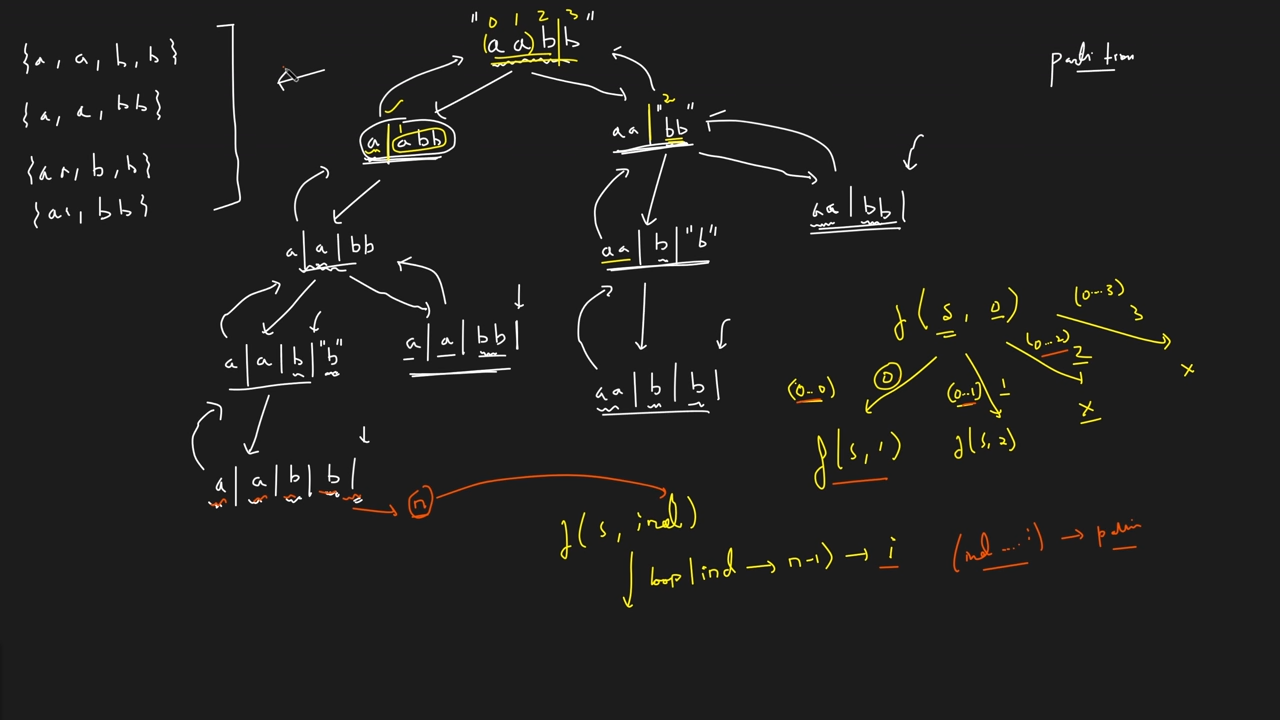 {a, a, b, b}
{a, a, bb}
{aa, b, b}
{aa, bb}
0 1 2 3
"(a a) b | b"
partition
a | abb
1
2
aa | "bb"
aa | bb |
a | a | bb
aa | b | "b"
a | a | b | "b"
a | a | bb |
aa | b | b |
a | a | b | b |
n
f(s, 0)
(0...3)
3
(0...2)
2
x
x
(0...0)
0
(0...1)
1
f(s, 1)
f(s, 2)
f(s, ind)
loop(ind → n-1) → i
(ind ... i) → palin